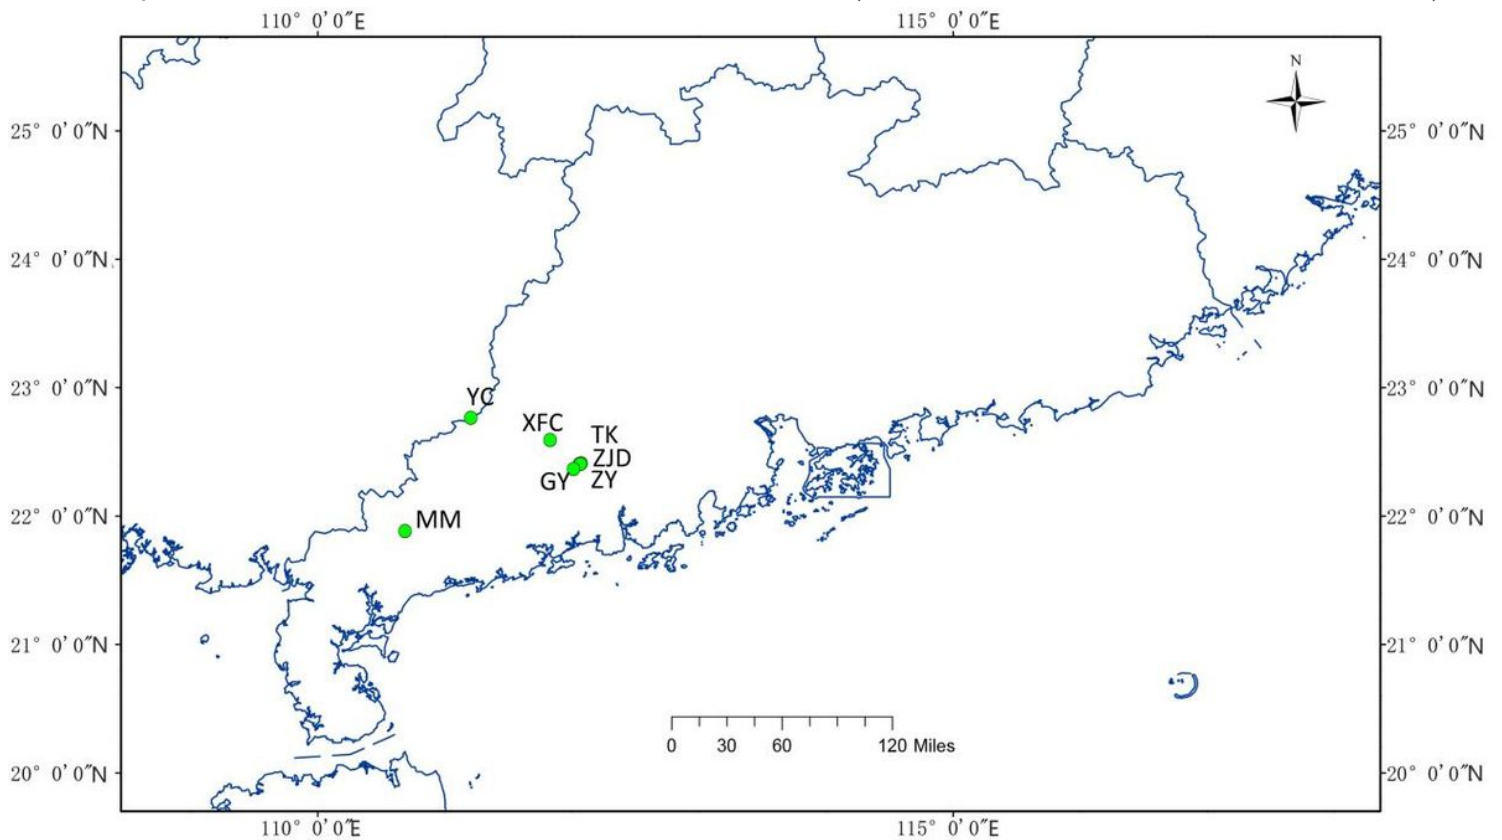 110° 0′0″E 115° 0′0″E
N
25° 0′0″N 25° 0′0″N
24° 0′0″N 24° 0′0″N
23° 0′0″N 23° 0′0″N
YC
XFC TK
ZJD
GY ZY
MM
22° 0′0″N 22° 0′0″N
21° 0′0″N 21° 0′0″N
0 30 60 120 Miles
20° 0′0″N 20° 0′0″N
110° 0′0″E 115° 0′0″E